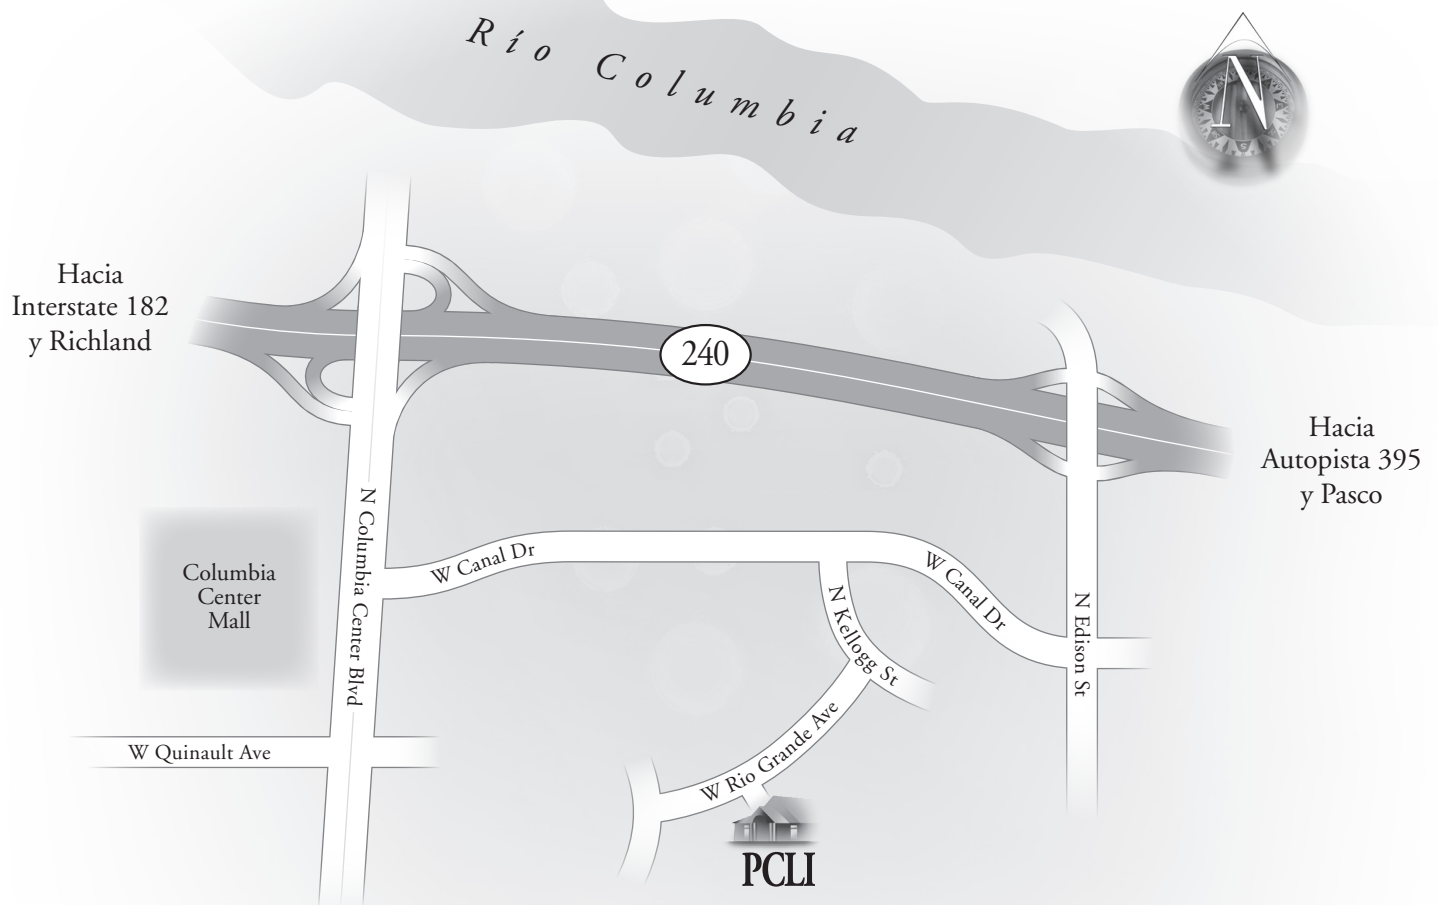 Río Columbia
N
Hacia
Interstate 182
y Richland
240
Hacia
Autopista 395
y Pasco
N Columbia Center Blvd
Columbia
Center
Mall
W Canal Dr
W Canal Dr
N Kellogg St
N Edison St
W Quinault Ave
W Rio Grande Ave
PCLI